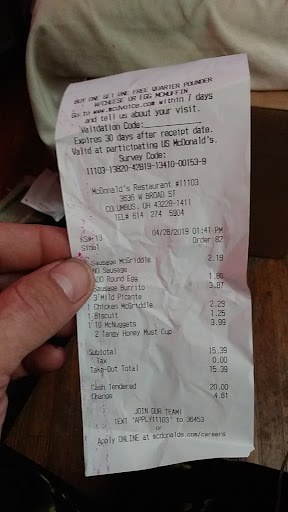 BUY ONE GET ONE FREE QUARTER POUNDER
W/CHEESE OR EGG MCMUFFIN
Go to www.mcdvoice.com within 7 days
and tell us about your visit.
Validation Code:
Expires 30 days after receipt date.
Valid at participating US McDonald's.
Survey Code:
11103-13820-42819-13410-00153-9
McDonald's Restaurant #11103
3636 W BROAD ST
COLUMBUS, OH 43228-1411
TEL# 614 274 5904
KS# 13 04/28/2019 01:41 PM
Side1 Order 82
Sausage McGriddle 2.19
NO Sausage
ADD Round Egg 1.80
Sausage Burrito 3.87
3 Mild Picante
1 Chicken McGriddle 2.29
1 Biscuit 1.25
1 10 McNuggets 3.99
2 Tangy Honey Must Cup
Subtotal 15.39
Tax 0.00
Take-Out Total 15.39
Cash Tendered 20.00
Change 4.61
JOIN OUR TEAM!
TEXT "APPLY11103" to 36453
or
Apply ONLINE at mcdonalds.com/careers